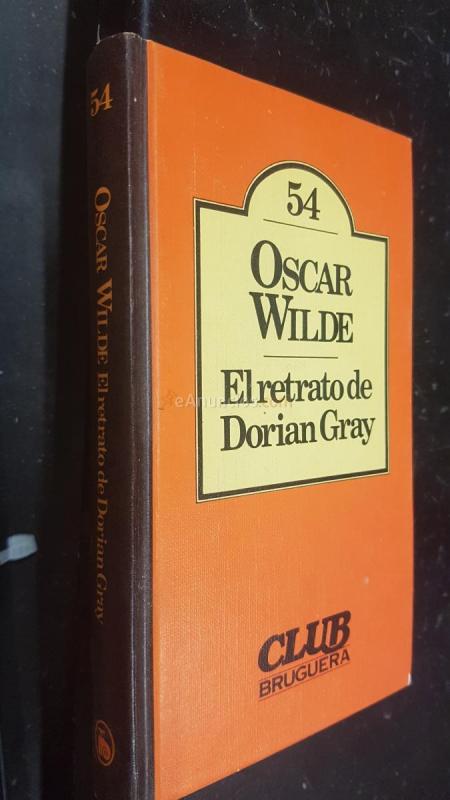 54
OSCAR WILDE El retrato de Dorian Gray
54
OSCAR
WILDE
El retrato de
Dorian Gray
CLUB
BRUGUERA